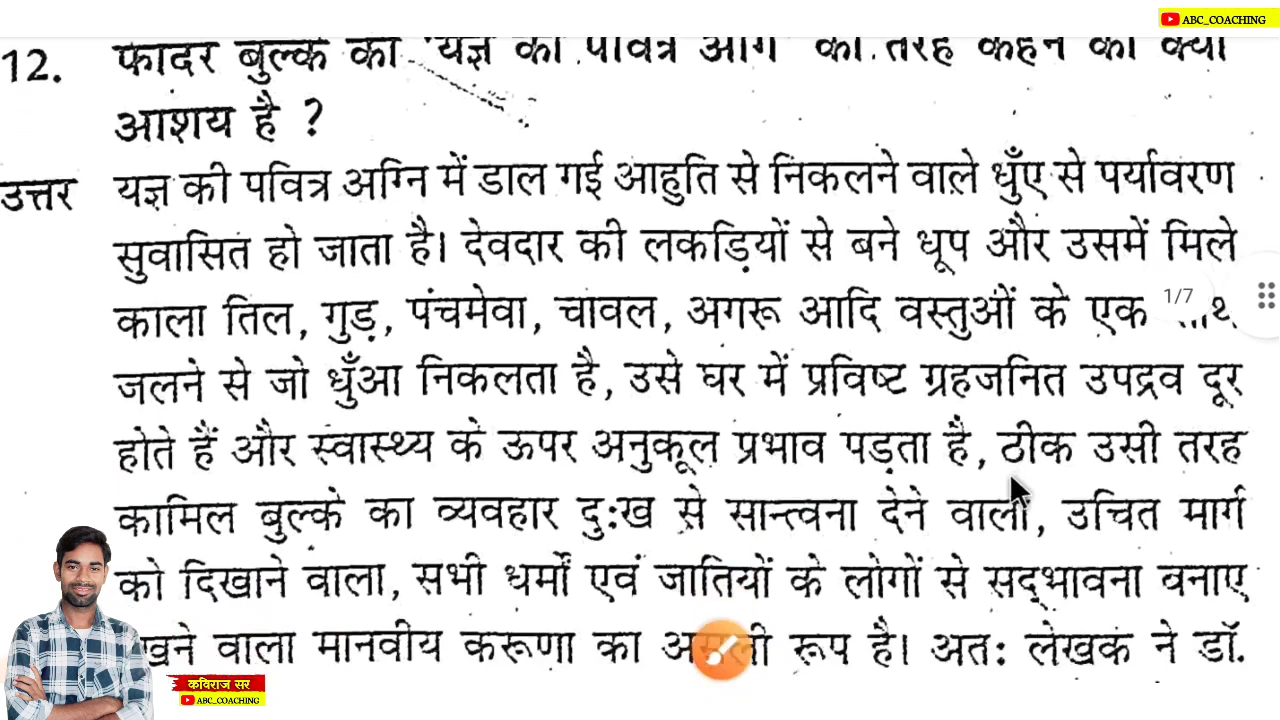 ABC_COACHING
12. फादर बुल्के को 'यज्ञ की पवित्र आग' की तरह कहने का क्या
आशय है ?
उत्तर यज्ञ की पवित्र अग्नि में डाल गई आहुति से निकलने वाले धुँए से पर्यावरण
सुवासित हो जाता है। देवदार की लकड़ियों से बने धूप और उसमें मिले
काला तिल, गुड़, पंचमेवा, चावल, अगरू आदि वस्तुओं के एक
1/7
जलने से जो धुँआ निकलता है, उसे घर में प्रविष्ट ग्रहजनित उपद्रव दूर
होते हैं और स्वास्थ्य के ऊपर अनुकूल प्रभाव पड़ता है, ठीक उसी तरह
कामिल बुल्के का व्यवहार दुःख से सान्त्वना देने वाला, उचित मार्ग
को दिखाने वाला, सभी धर्मों एवं जातियों के लोगों से सद्भावना बनाए
वाला मानवीय करूणा का असली रूप है। अतः लेखक ने डॉ.
कविराज सर
ABC_COACHING